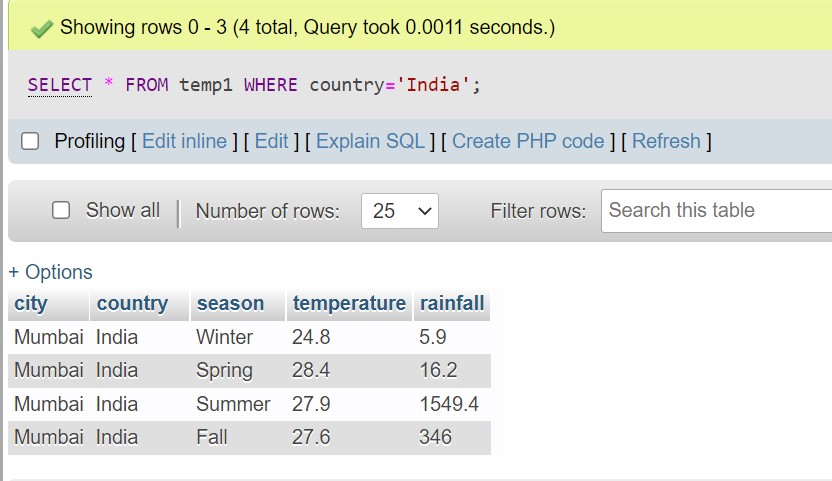 Showing rows 0 - 3 (4 total, Query took 0.0011 seconds.)
SELECT * FROM temp1 WHERE country='India';
Profiling [ Edit inline ] [ Edit ] [ Explain SQL ] [ Create PHP code ] [ Refresh ]
Show all | Number of rows: 25 Filter rows: Search this table
+ Options
city country season temperature rainfall
Mumbai India Winter 24.8 5.9
Mumbai India Spring 28.4 16.2
Mumbai India Summer 27.9 1549.4
Mumbai India Fall 27.6 346